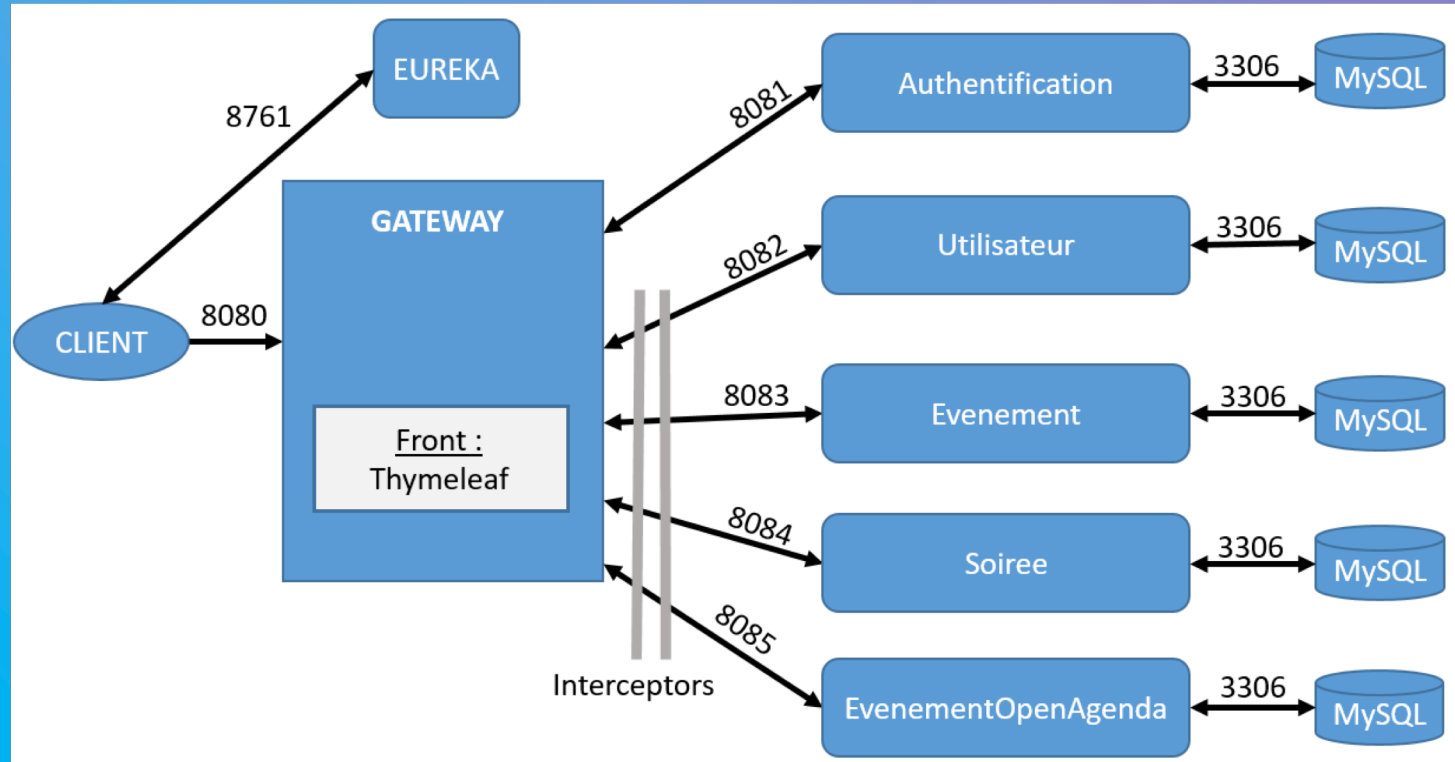 EUREKA
8761
CLIENT
8080
GATEWAY
Front :
Thymeleaf
Interceptors
8081
Authentification
3306
MySQL
8082
Utilisateur
3306
MySQL
8083
Evenement
3306
MySQL
8084
Soiree
3306
MySQL
8085
EvenementOpenAgenda
3306
MySQL